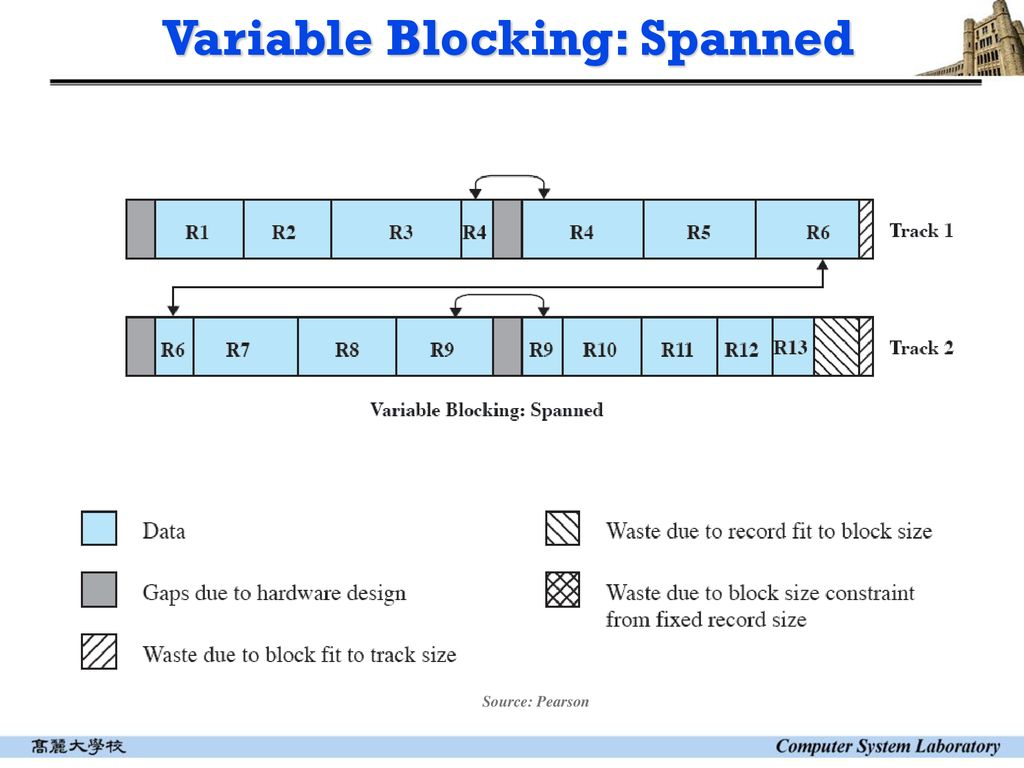 Variable Blocking: Spanned
R1 R2 R3 R4 R4 R5 R6 Track 1
R6 R7 R8 R9 R9 R10 R11 R12 R13 Track 2
Variable Blocking: Spanned
Data
Waste due to record fit to block size
Gaps due to hardware design
Waste due to block size constraint
from fixed record size
Waste due to block fit to track size
Source: Pearson
髙麗大學校
Computer System Laboratory